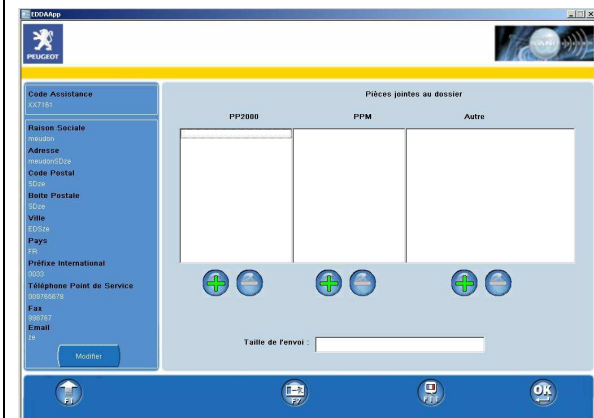 EDDAApp
PEUGEOT
Code Assistance
XX7161
Raison Sociale
meudon
Adresse
meudonSDze
Code Postal
SDze
Boite Postale
SDze
Ville
EDSze
Pays
FR
Préfixe International
0033
Téléphone Point de Service
009765678
Fax
998767
Email
ze
Modifier
Pièces jointes au dossier
PP2000 PPM Autre
Taille de l'envoi :
F1 F7 F11 OK